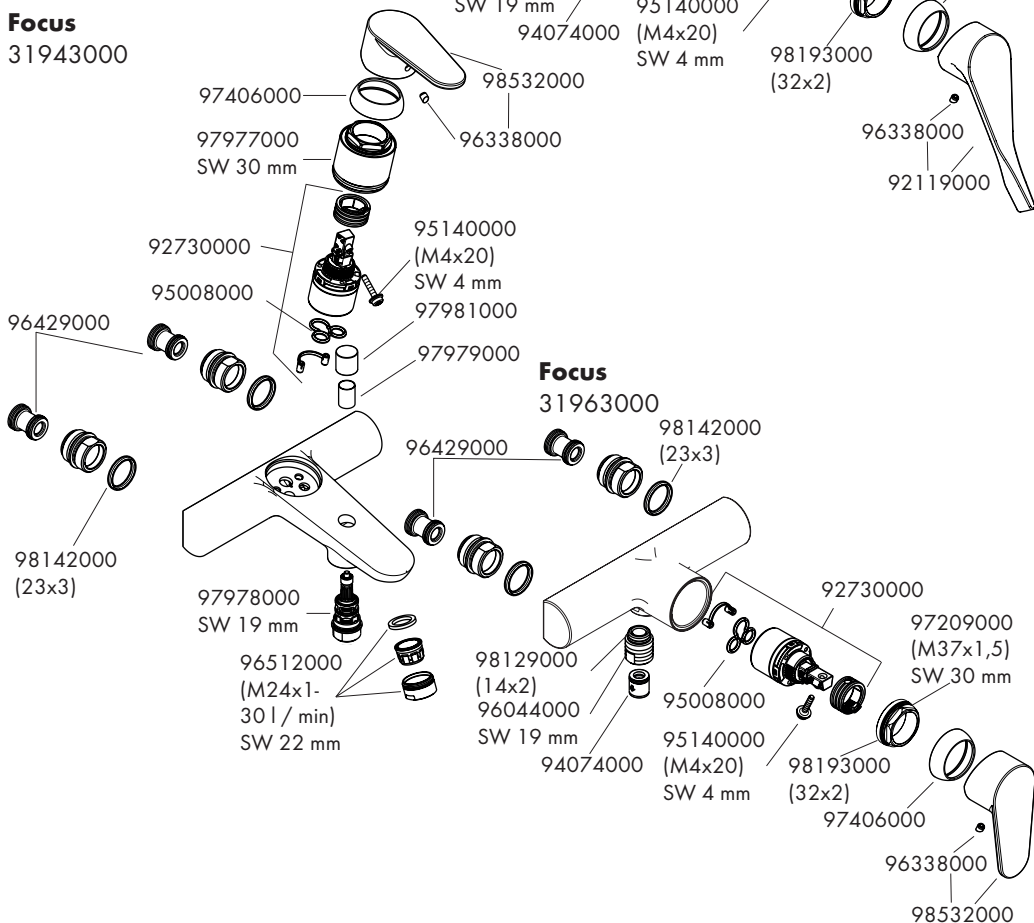 SW 19 mm
94074000
95140000
(M4x20)
SW 4 mm
98193000
(32x2)
96338000
92119000
Focus
31943000
98532000
97406000
96338000
97977000
SW 30 mm
92730000
95140000
(M4x20)
SW 4 mm
95008000
97981000
96429000
97979000
98142000
(23x3)
97978000
SW 19 mm
96512000
(M24x1-
30 l / min)
SW 22 mm
Focus
31963000
98142000
(23x3)
96429000
92730000
97209000
(M37x1,5)
SW 30 mm
98129000
(14x2)
96044000
SW 19 mm
94074000
95008000
95140000
(M4x20)
SW 4 mm
98193000
(32x2)
97406000
96338000
98532000